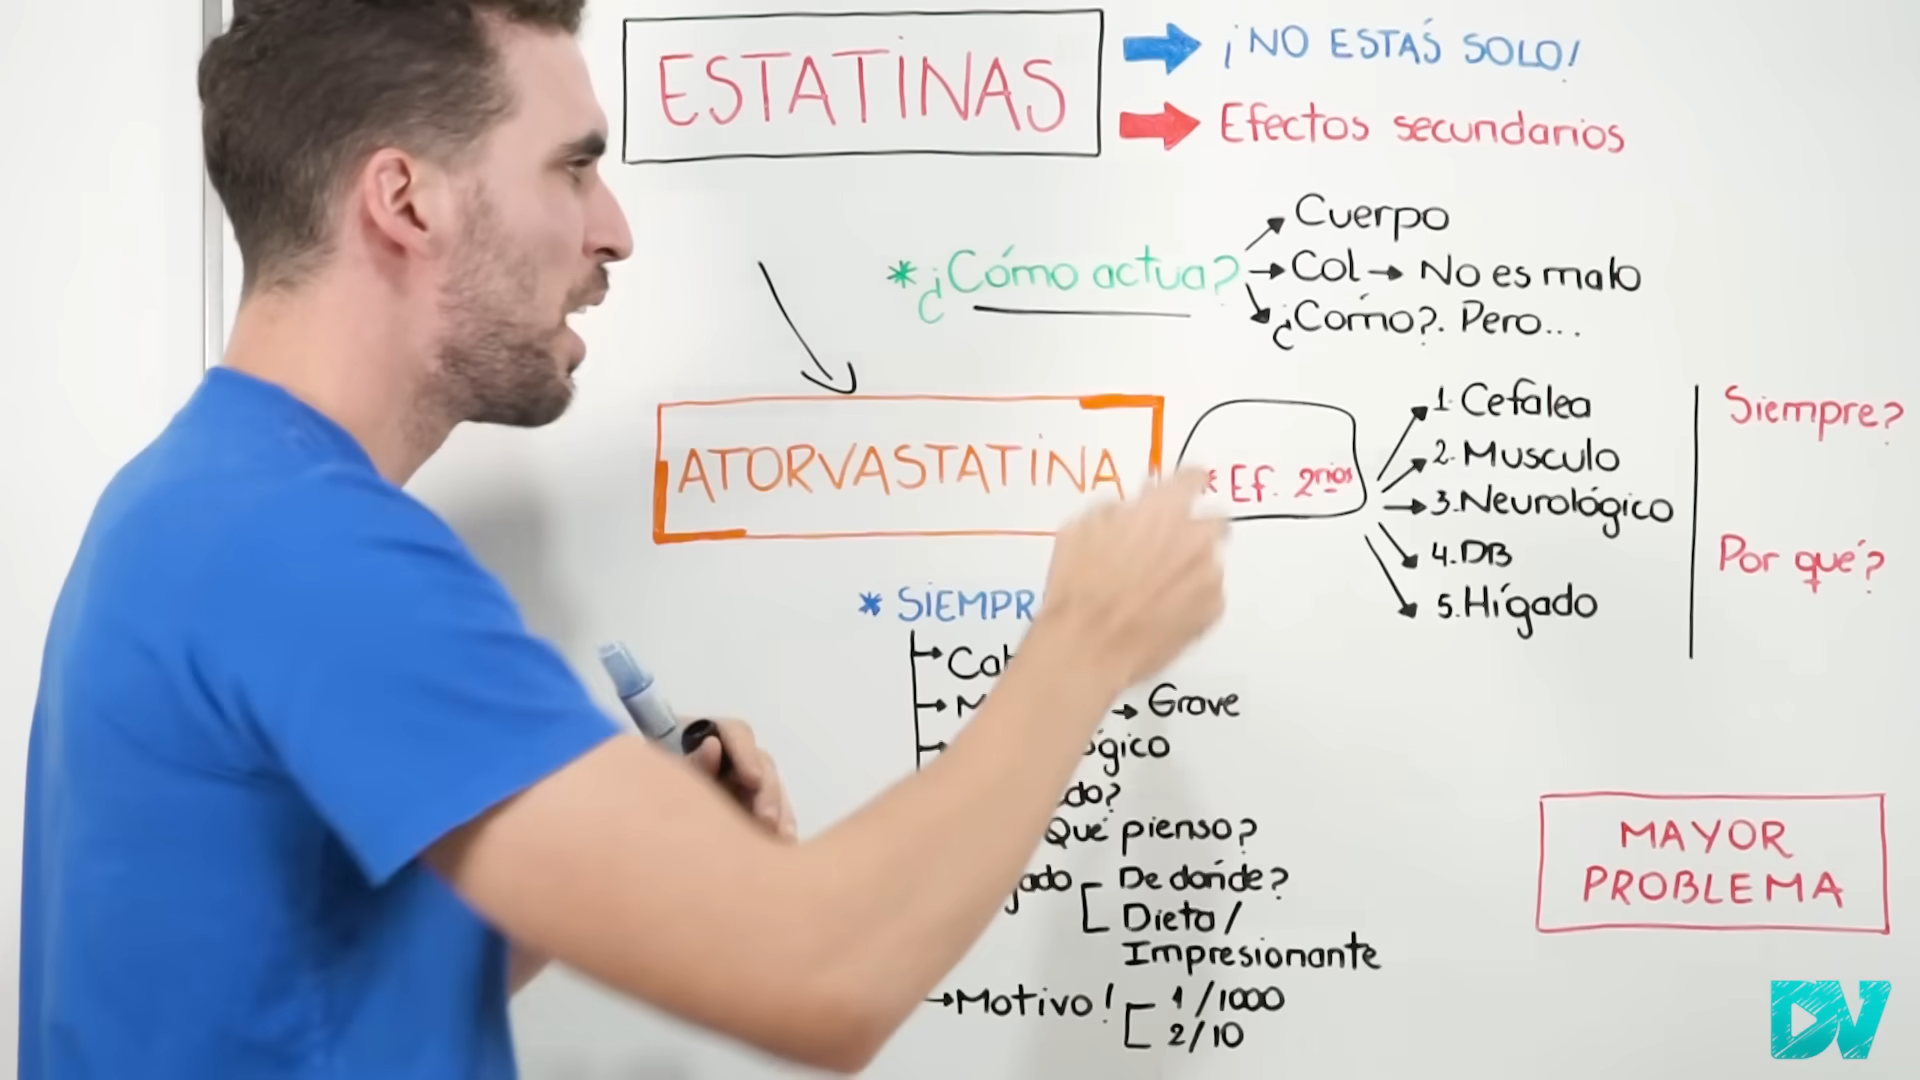 ESTATINAS
¡NO ESTÁS SOLO!
Efectos secundarios
*¿Cómo actua?
Cuerpo
Col → No es malo
¿Cómo?. Pero...
ATORVASTATINA
* Ef. 2rios
1. Cefalea
2. Musculo
3. Neurológico
4. DB
5. Hígado
Siempre?
Por qué?
* SIEMPR
→ Grave
Qué pienso?
De dónde?
Dieta /
Impresionante
→ Motivo!
1/1000
2/10
MAYOR
PROBLEMA
DV